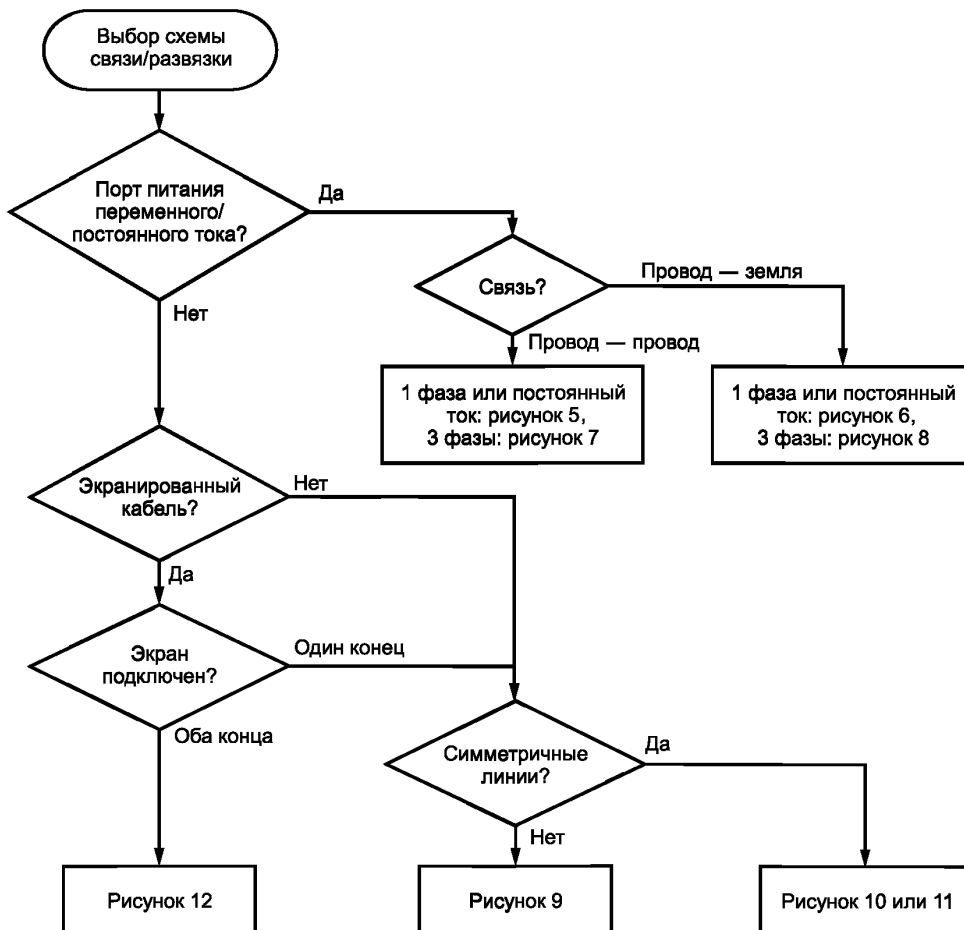 Выбор схемы
связи/развязки
Порт питания
переменного/
постоянного тока?
Да
Связь?
Провод — земля
Нет
Провод — провод
1 фаза или постоянный
ток: рисунок 5,
3 фазы: рисунок 7
1 фаза или постоянный
ток: рисунок 6,
3 фазы: рисунок 8
Экранированный
кабель?
Нет
Да
Экран
подключен?
Один конец
Оба конца
Симметричные
линии?
Да
Нет
Рисунок 12
Рисунок 9
Рисунок 10 или 11